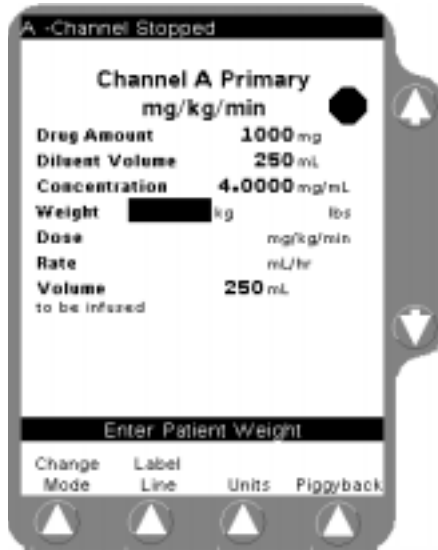 A -Channel Stopped
Channel A Primary
mg/kg/min
Drug Amount 1000 mg
Diluent Volume 250 mL
Concentration 4.0000 mg/mL
Weight kg lbs
Dose mg/kg/min
Rate mL/hr
Volume 250 mL
to be infused
Enter Patient Weight
Change Label
Mode Line Units Piggyback